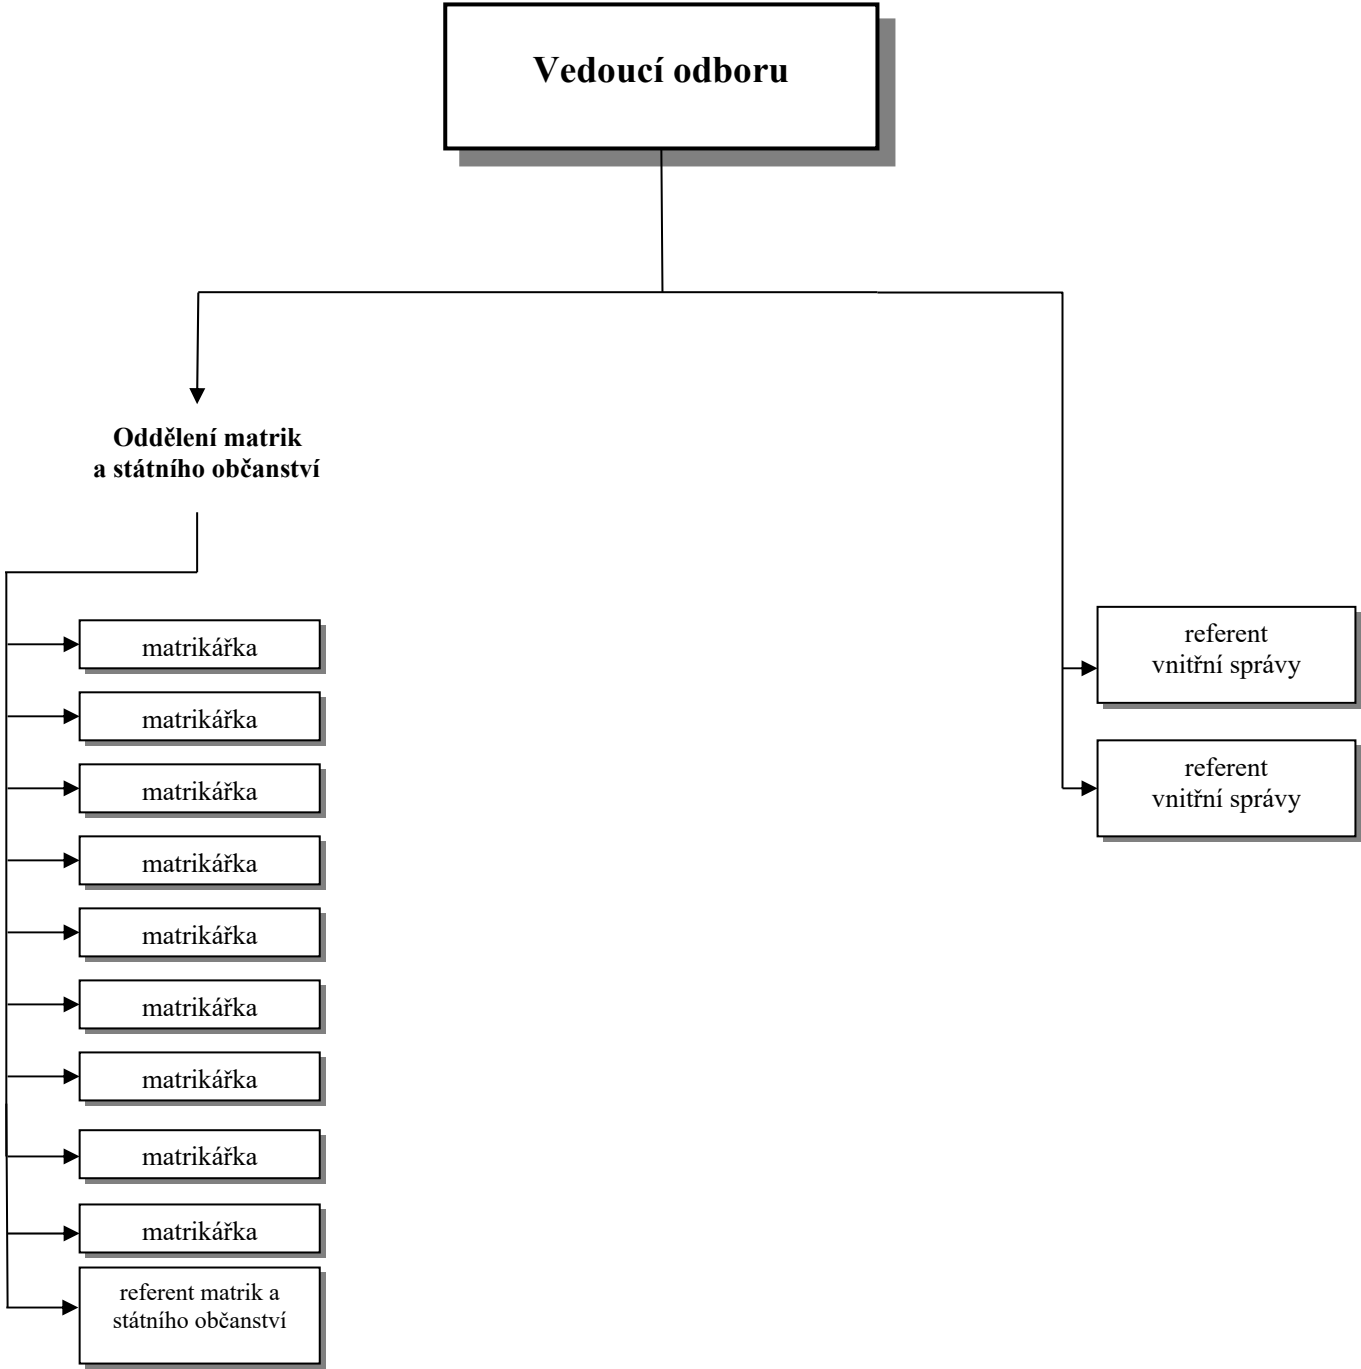 Vedoucí odboru
Oddělení matrik
a státního občanství
matrikářka
matrikářka
matrikářka
matrikářka
matrikářka
matrikářka
matrikářka
matrikářka
matrikářka
referent matrik a
státního občanství
referent
vnitřní správy
referent
vnitřní správy